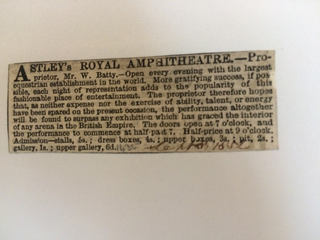 ASTLEY's ROYAL AMPHITHEATRE.—Pro-
prietor, Mr. W. Batty.—Open every evening with the largest
equestrian establishment in the world. More gratifying success, if pos-
sible, each night of representation adds to the popularity of this
fashionable place of entertainment. The proprietor therefore hopes
that, as neither expense nor the exercise of ability, talent, or energy
have been spared on the present occasion, the performance altogether
will be found to surpass any exhibition which has graced the interior
of any arena in the British Empire. The doors open at 7 o'clock, and
the performance to commence at half-past 7. Half-price at 9 o'clock.
Admission—stalls, 5s.; dress boxes, 4s.; upper boxes, 3s.; pit, 2s.;
gallery, 1s.; upper gallery, 6d.